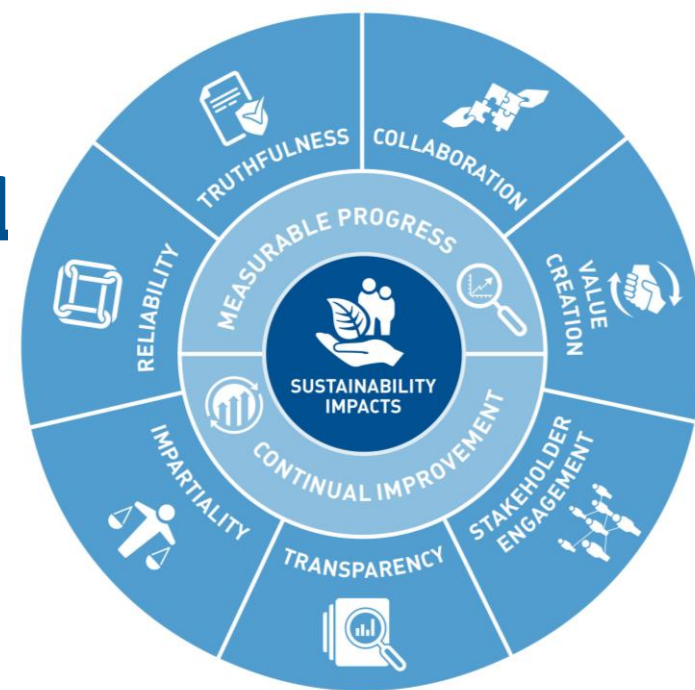 TRUTHFULNESS
COLLABORATION
VALUE
CREATION
STAKEHOLDER
ENGAGEMENT
TRANSPARENCY
IMPARTIALITY
RELIABILITY
MEASURABLE PROGRESS
CONTINUAL IMPROVEMENT
SUSTAINABILITY
IMPACTS